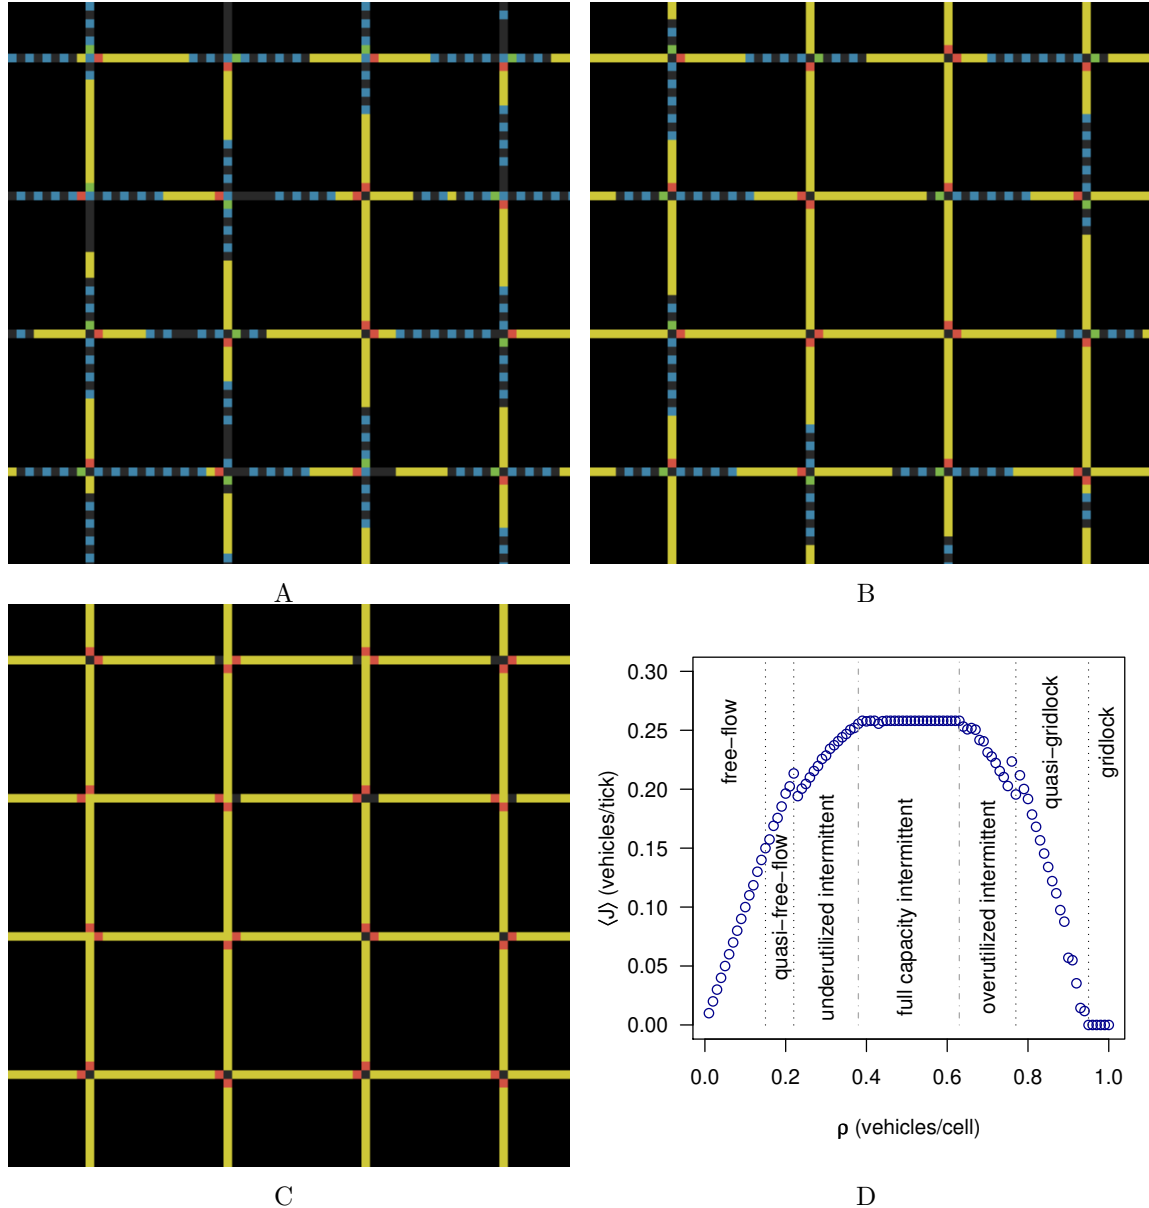 A
B
C
0.30
0.25
0.20
0.15
0.10
0.05
0.00
⟨J⟩ (vehicles/tick)
free−flow
quasi−free−flow
underutilized intermittent
full capacity intermittent
overutilized intermittent
quasi−gridlock
gridlock
0.0 0.2 0.4 0.6 0.8 1.0
ρ (vehicles/cell)
D